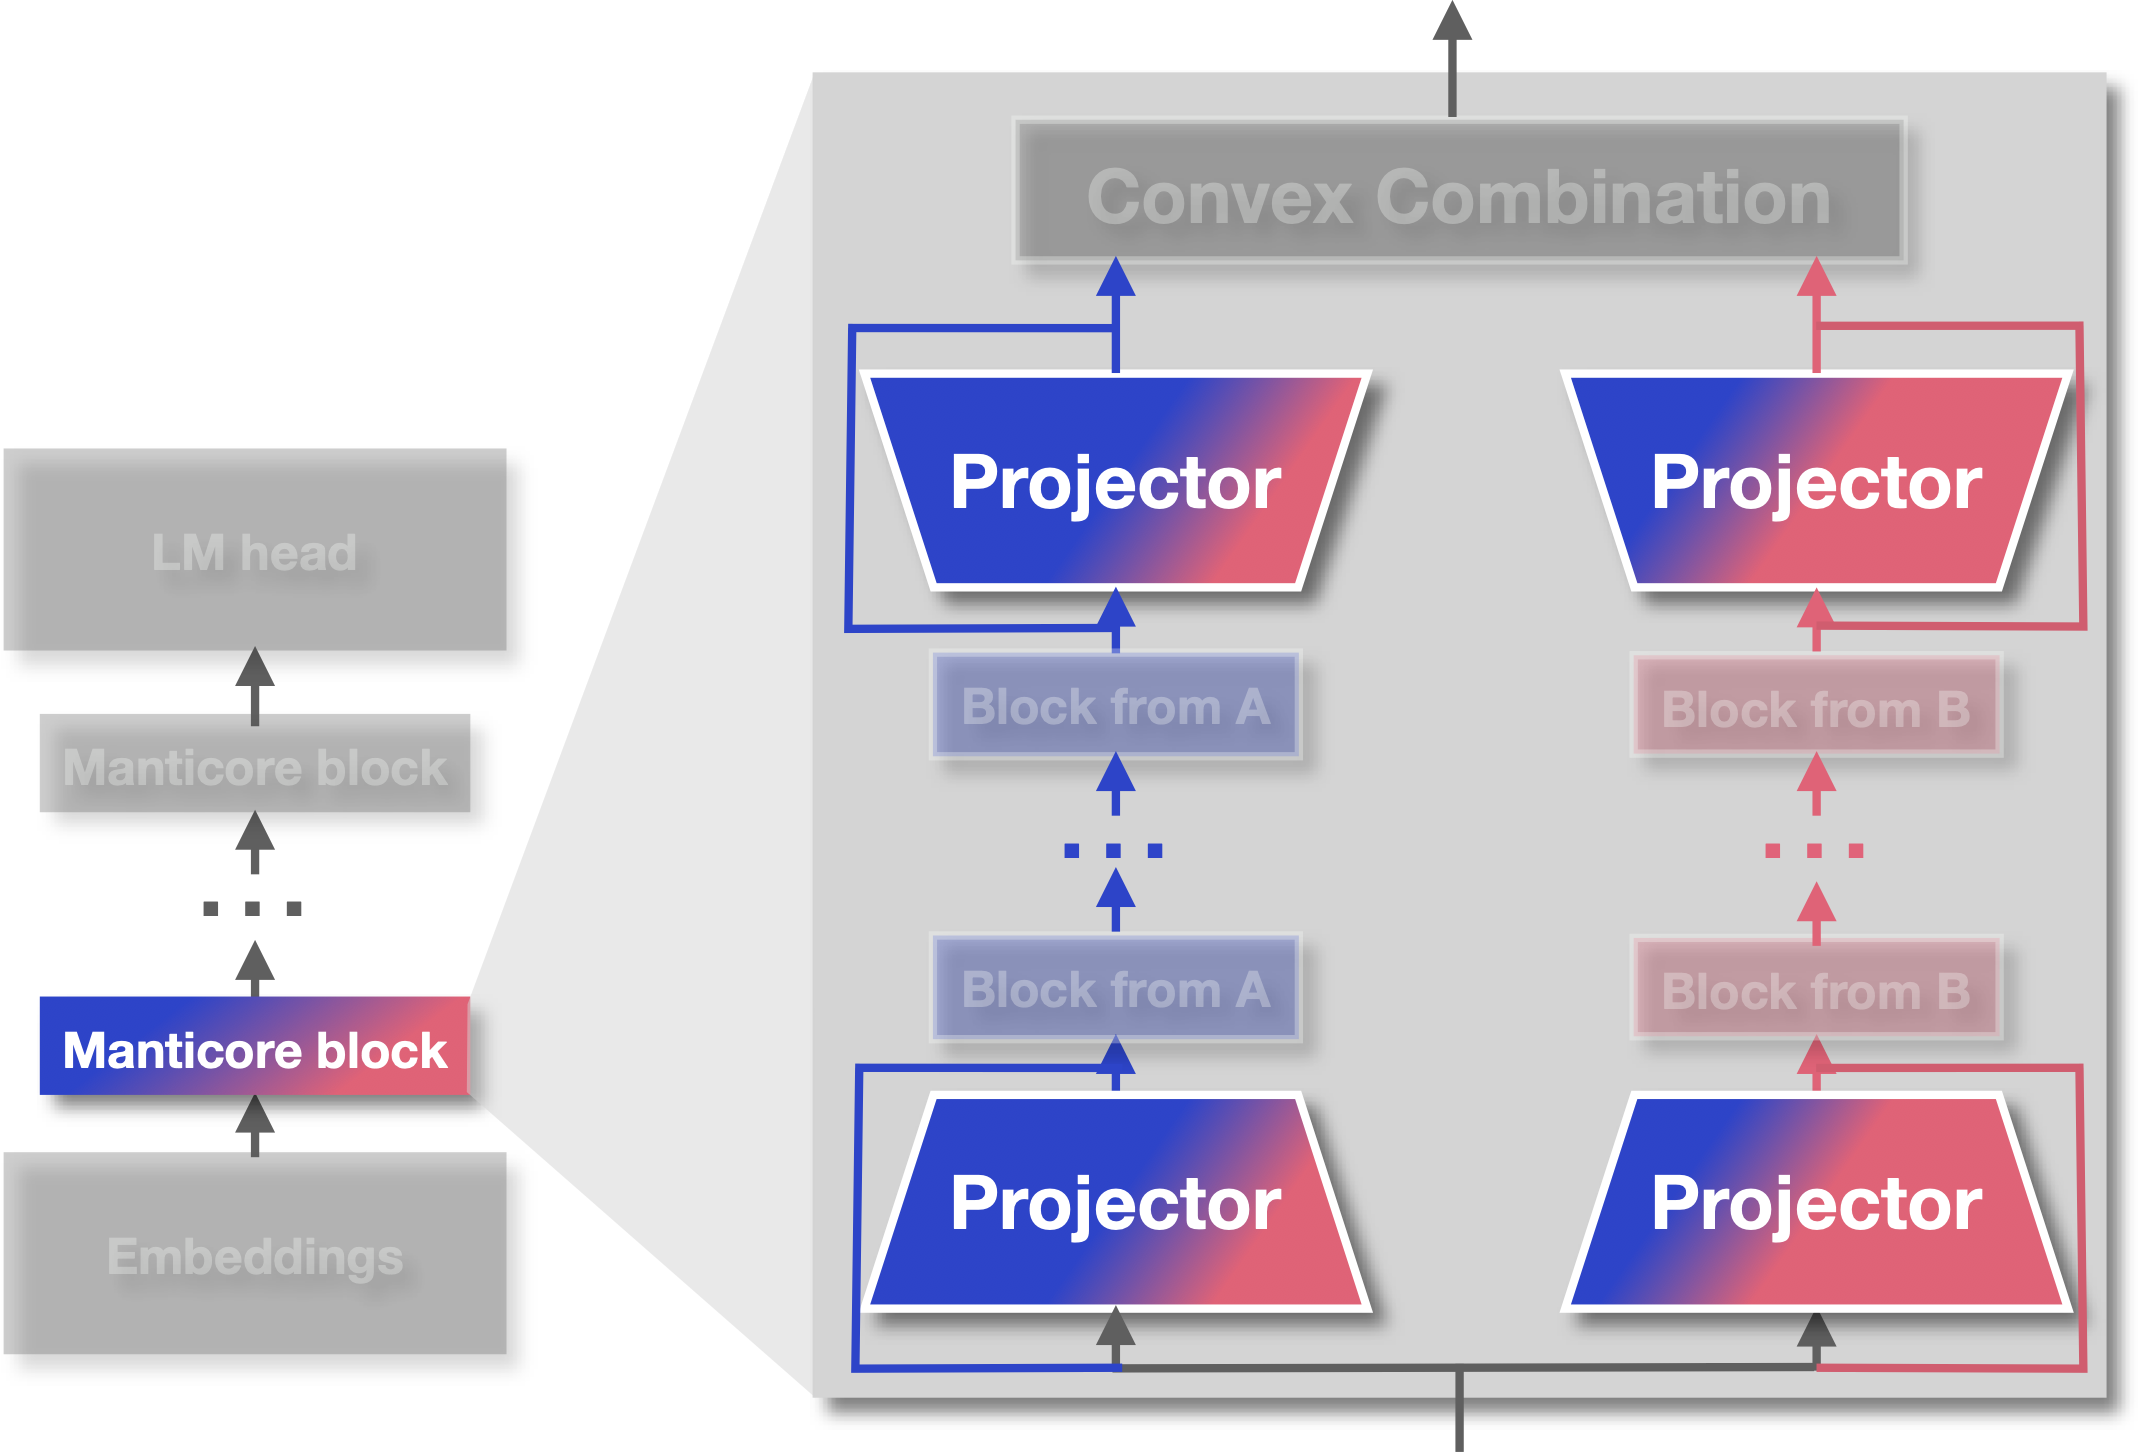 LM head
Manticore block
...
Manticore block
Embeddings
Convex Combination
Projector
Projector
Block from A
Block from B
...
...
Block from A
Block from B
Projector
Projector